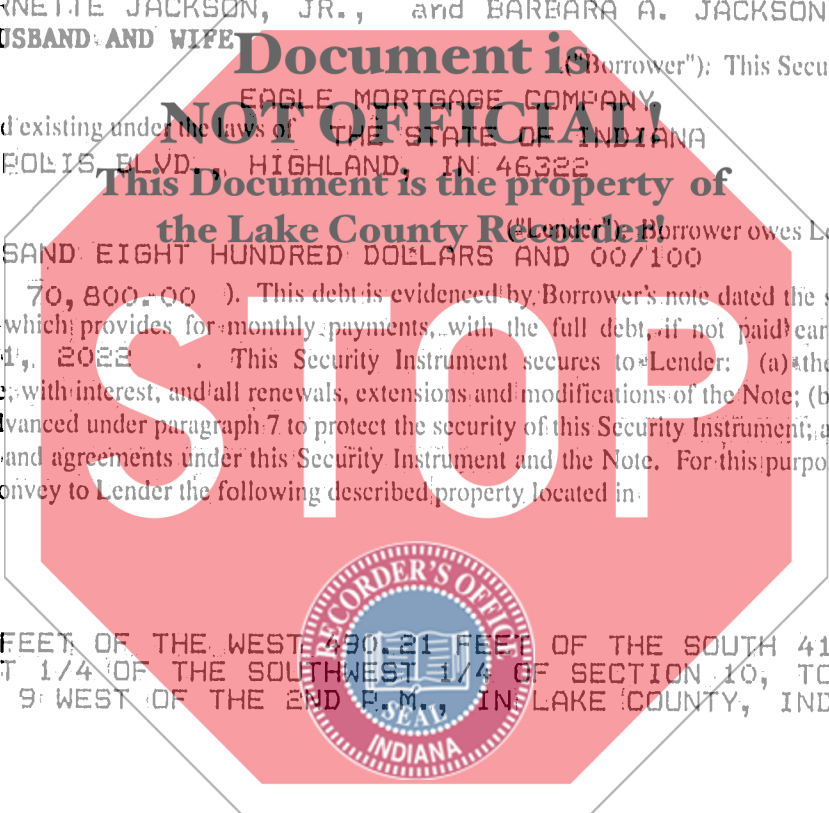 RNETTE JACKSON, JR., and BARBARA A. JACKSON
USBAND AND WIFE
Document is
("Borrower"). This Secu
EAGLE MORTGAGE COMPANY,
NOT OFFICIAL!
d existing under the laws of THE STATE OF INDIANA
POLIS BLVD., HIGHLAND, IN 46322
This Document is the property of
the Lake County Recorder!
("Lender"). Borrower owes Le
SAND EIGHT HUNDRED DOLLARS AND 00/100
70,800.00 ). This debt is evidenced by Borrower's note dated the s
which provides for monthly payments, with the full debt, if not paid ear
1, 2022 . This Security Instrument secures to Lender: (a) the
e, with interest, and all renewals, extensions and modifications of the Note; (b
vanced under paragraph 7 to protect the security of this Security Instrument; a
and agreements under this Security Instrument and the Note. For this purpo
onvey to Lender the following described property located in
STOP
RECORDER'S OFFICE
FEET OF THE WEST 490.21 FEET OF THE SOUTH 41
T 1/4 OF THE SOUTHWEST 1/4 OF SECTION 10, TO
9 WEST OF THE 2ND P.M., IN LAKE COUNTY, IND
SEAL
INDIANA